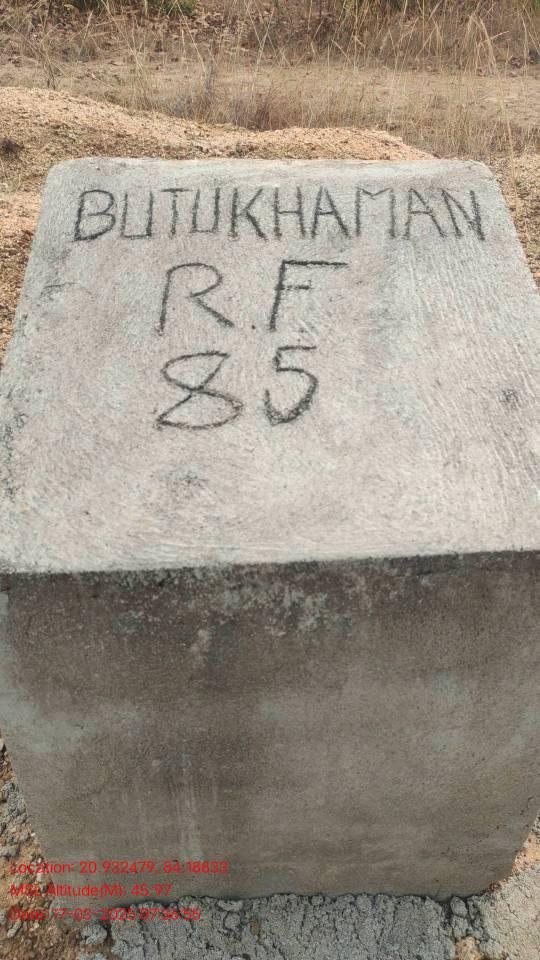 BUTUKHAMAN
R.F
85
Location: 20.932479, 84.18833
MSL Altitude(M): 45.97
Date: 17-03-2025 07:36:55